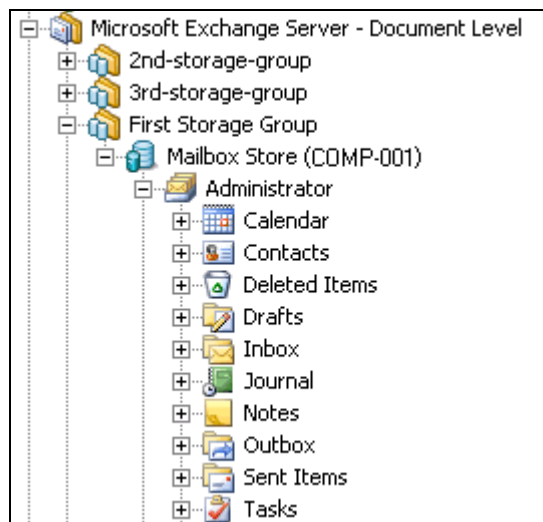 Microsoft Exchange Server - Document Level
2nd-storage-group
3rd-storage-group
First Storage Group
Mailbox Store (COMP-001)
Administrator
Calendar
Contacts
Deleted Items
Drafts
Inbox
Journal
Notes
Outbox
Sent Items
Tasks